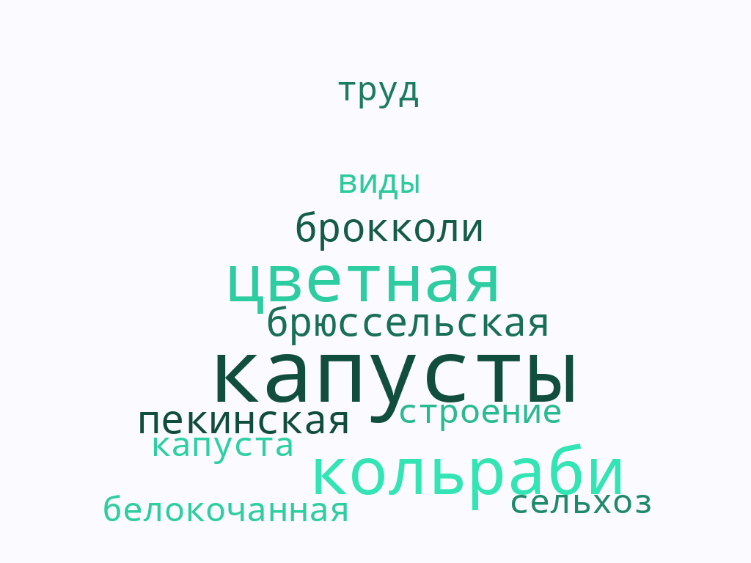 труд
виды
брокколи
цветная
брюссельская
капусты
строение
пекинская
капуста
кольраби
сельхоз
белокочанная